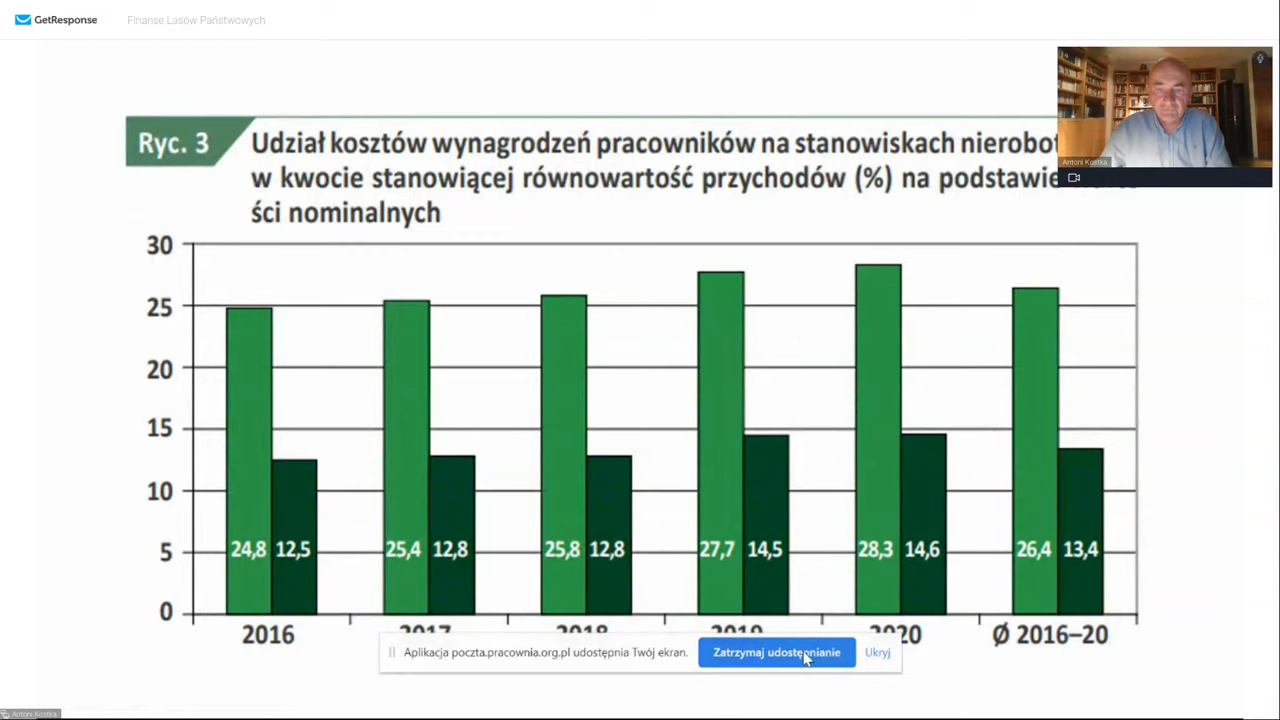 GetResponse
Finanse Lasów Państwowych
Ryc. 3
Udział kosztów wynagrodzeń pracowników na stanowiskach nierobot
w kwocie stanowiącej równowartość przychodów (%) na podstawie
ści nominalnych
Antoni Kostka
30
25
20
15
10
5
0
24,8 12,5 25,4 12,8 25,8 12,8 27,7 14,5 28,3 14,6 26,4 13,4
2016 2017 2018 2019 2020 Ø 2016–20
Aplikacja poczta.pracownia.org.pl udostępnia Twój ekran. Zatrzymaj udostępnianie Ukryj
Antoni Kostka